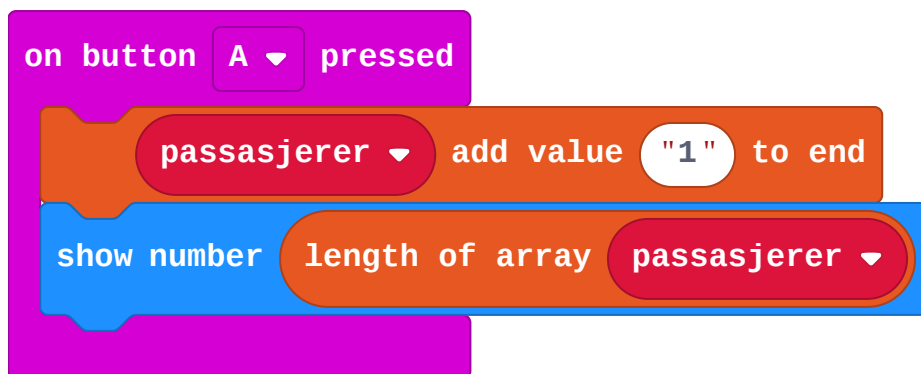 on button A pressed
passasjerer add value "1" to end
show number length of array passasjerer